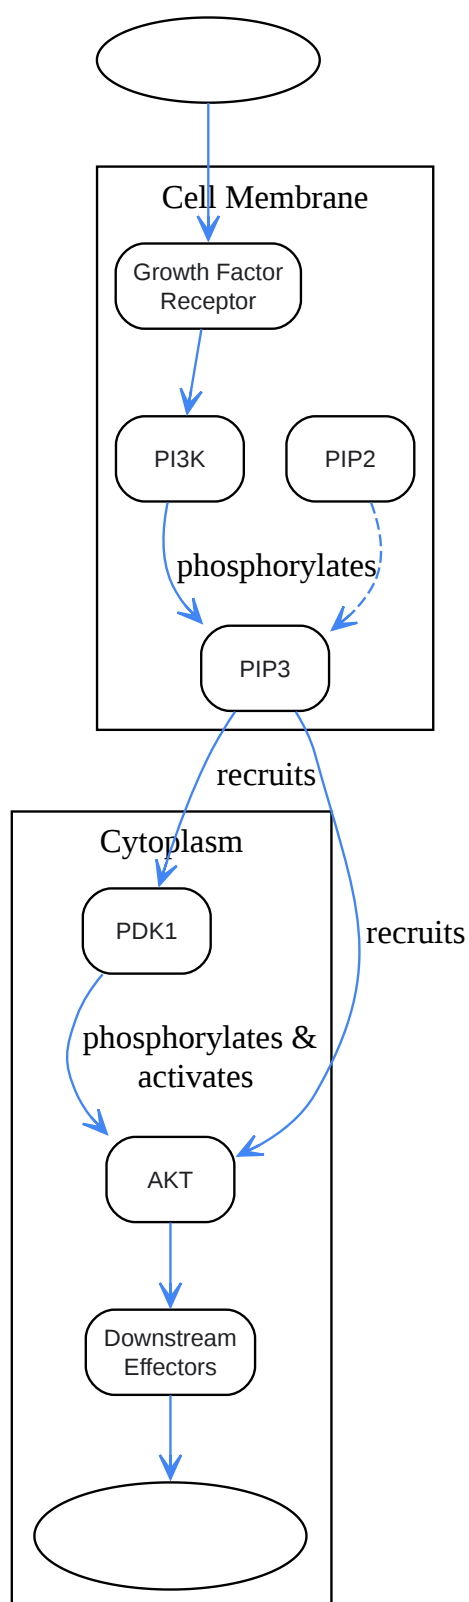 Cell Membrane
Growth Factor
Receptor
PI3K
PIP2
phosphorylates
PIP3
recruits
Cytoplasm
PDK1
recruits
phosphorylates &
activates
AKT
Downstream
Effectors